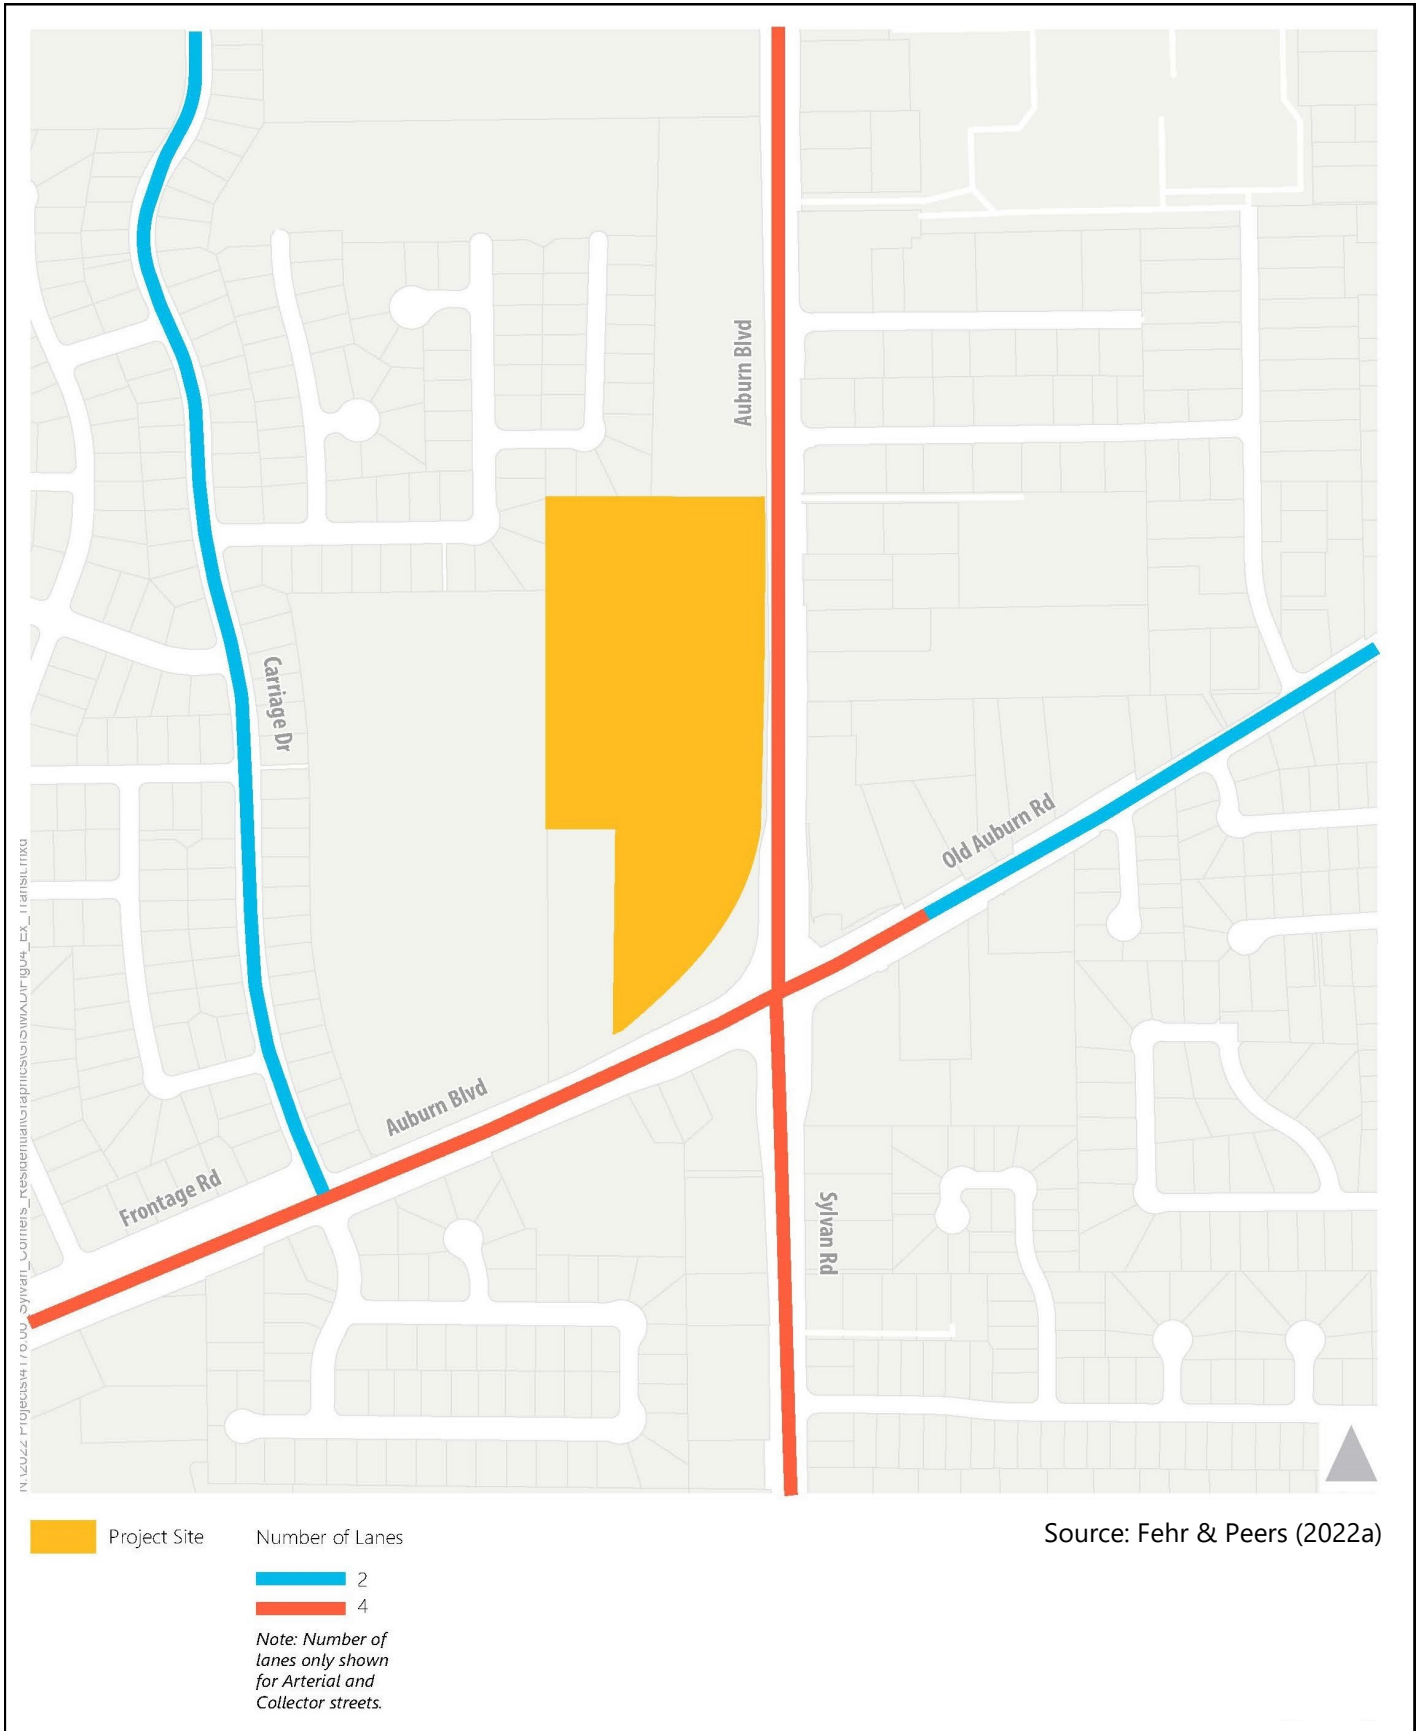 Auburn Blvd
Carriage Dr
Old Auburn Rd
Auburn Blvd
Frontage Rd
Sylvan Rd
Project Site
Number of Lanes
2
4
Note: Number of
lanes only shown
for Arterial and
Collector streets.
Source: Fehr & Peers (2022a)